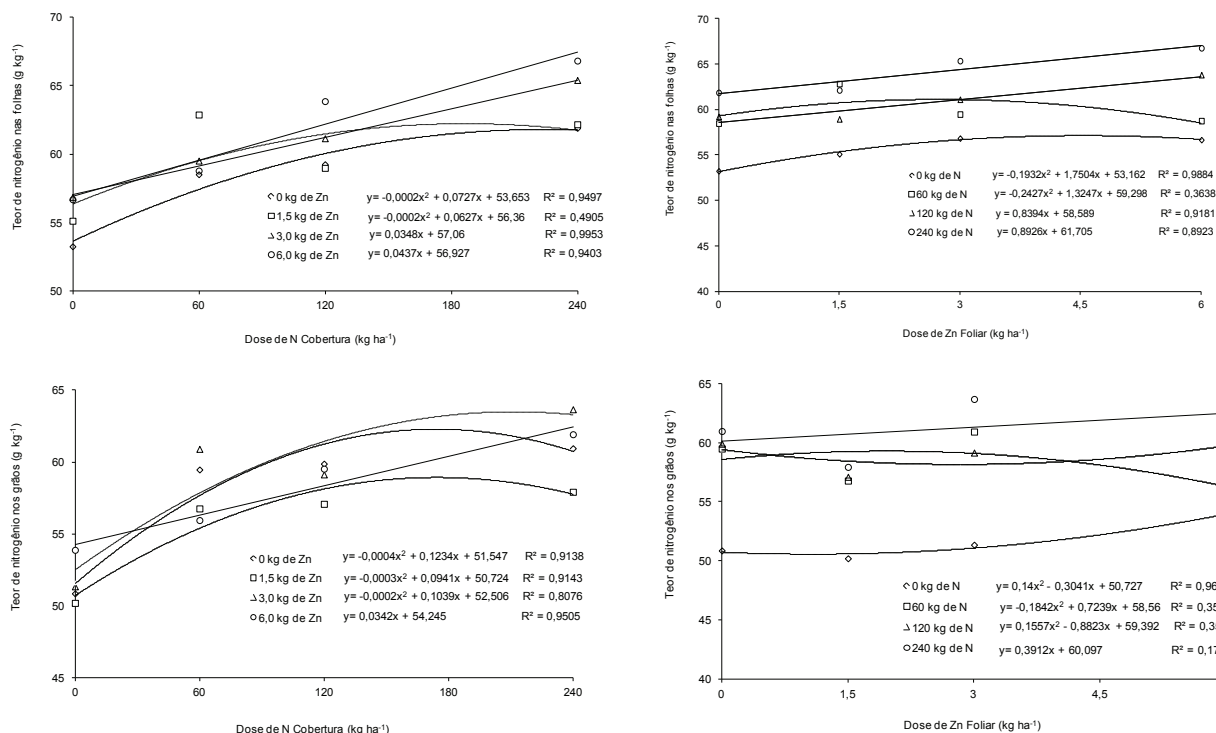 Teor de nitrogênio nas folhas (g kg⁻¹)
70
65
60
55
50
0 60 120 180 240
Dose de N Cobertura (kg ha⁻¹)
0 kg de Zn y= -0,0002x² + 0,0727x + 53,653 R² = 0,9497
1,5 kg de Zn y= -0,0002x² + 0,0627x + 56,36 R² = 0,4905
3,0 kg de Zn y= 0,0348x + 57,06 R² = 0,9953
6,0 kg de Zn y= 0,0437x + 56,927 R² = 0,9403
Teor de nitrogênio nas folhas (g kg⁻¹)
70
65
60
55
50
45
40
0 1,5 3 4,5 6
Dose de Zn Foliar (kg ha⁻¹)
0 kg de N y= -0,1932x² + 1,7504x + 53,162 R² = 0,9884
60 kg de N y= -0,2427x² + 1,3247x + 59,298 R² = 0,3638
120 kg de N y= 0,8394x + 58,589 R² = 0,9181
240 kg de N y= 0,8926x + 61,705 R² = 0,8923
Teor de nitrogênio nos grãos (g kg⁻¹)
65
60
55
50
45
0 60 120 180 240
Dose de N Cobertura (kg ha⁻¹)
0 kg de Zn y= -0,0004x² + 0,1234x + 51,547 R² = 0,9138
1,5 kg de Zn y= -0,0003x² + 0,0941x + 50,724 R² = 0,9143
3,0 kg de Zn y= -0,0002x² + 0,1039x + 52,506 R² = 0,8076
6,0 kg de Zn y= 0,0342x + 54,245 R² = 0,9505
Teor de nitrogênio nos grãos (g kg⁻¹)
65
60
55
50
45
40
0 1,5 3 4,5
Dose de Zn Foliar (kg ha⁻¹)
0 kg de N y= 0,14x² - 0,3041x + 50,727 R² = 0,96
60 kg de N y= -0,1842x² + 0,7239x + 58,56 R² = 0,35
120 kg de N y= 0,1557x² - 0,8823x + 59,392 R² = 0,35
240 kg de N y= 0,3912x + 60,097 R² = 0,17